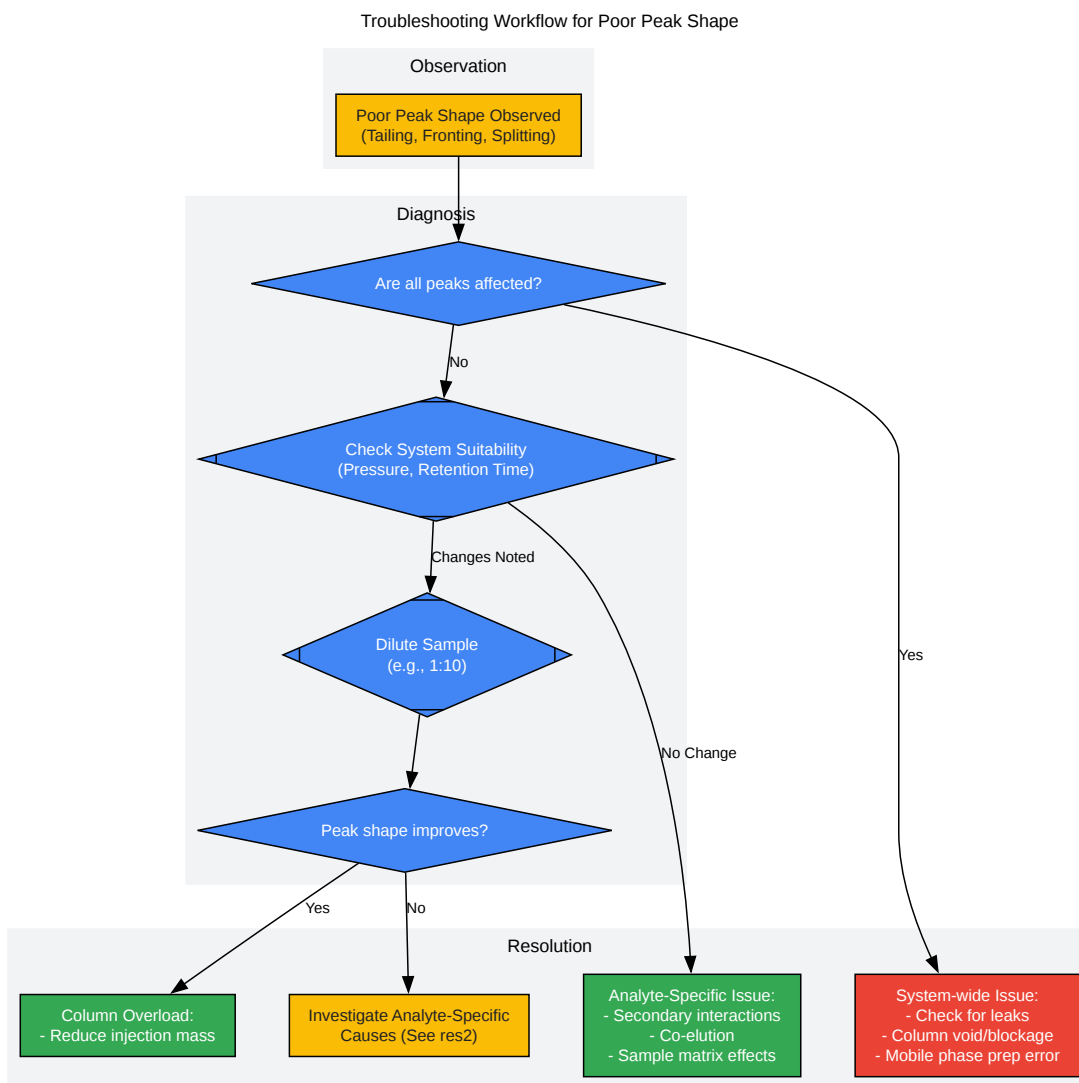 Troubleshooting Workflow for Poor Peak Shape
Observation
Poor Peak Shape Observed
(Tailing, Fronting, Splitting)
Diagnosis
Are all peaks affected?
No
Check System Suitability
(Pressure, Retention Time)
Changes Noted
Dilute Sample
(e.g., 1:10)
Yes
No Change
Peak shape improves?
Yes
No
Resolution
Column Overload:
- Reduce injection mass
Investigate Analyte-Specific
Causes (See res2)
Analyte-Specific Issue:
- Secondary interactions
- Co-elution
- Sample matrix effects
System-wide Issue:
- Check for leaks
- Column void/blockage
- Mobile phase prep error